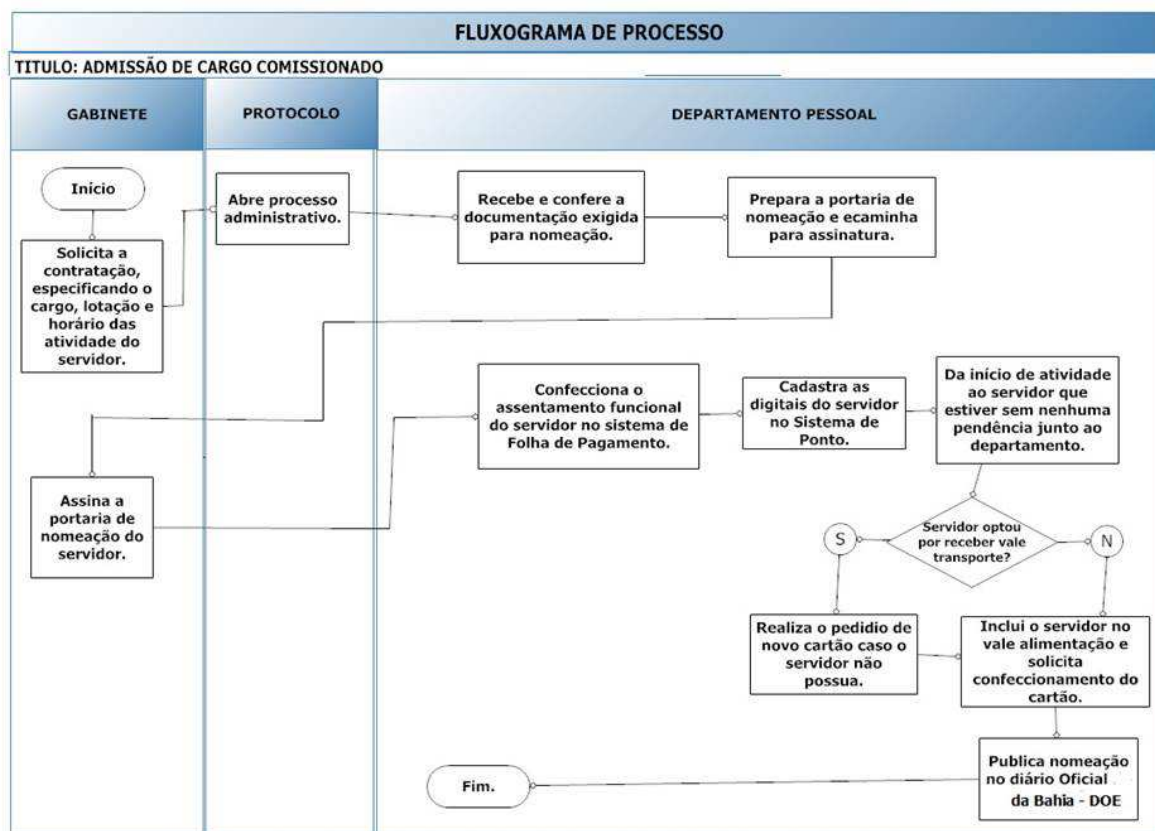 FLUXOGRAMA DE PROCESSO
TITULO: ADMISSÃO DE CARGO COMISSIONADO
GABINETE
PROTOCOLO
DEPARTAMENTO PESSOAL
Início
Solicita a
contratação,
especificando o
cargo, lotação e
horário das
atividade do
servidor.
Abre processo
administrativo.
Recebe e confere a
documentação exigida
para nomeação.
Prepara a portaria de
nomeação e ecaminha
para assinatura.
Assina a
portaria de
nomeação do
servidor.
Confecciona o
assentamento funcional
do servidor no sistema de
Folha de Pagamento.
Cadastra as
digitais do servidor
no Sistema de
Ponto.
Da início de atividade
ao servidor que
estiver sem nenhuma
pendência junto ao
departamento.
Servidor optou
por receber vale
transporte?
S
N
Realiza o pedidio de
novo cartão caso o
servidor não
possua.
Inclui o servidor no
vale alimentação e
solicita
confeccionamento do
cartão.
Publica nomeação
no diário Oficial
da Bahia - DOE
Fim.